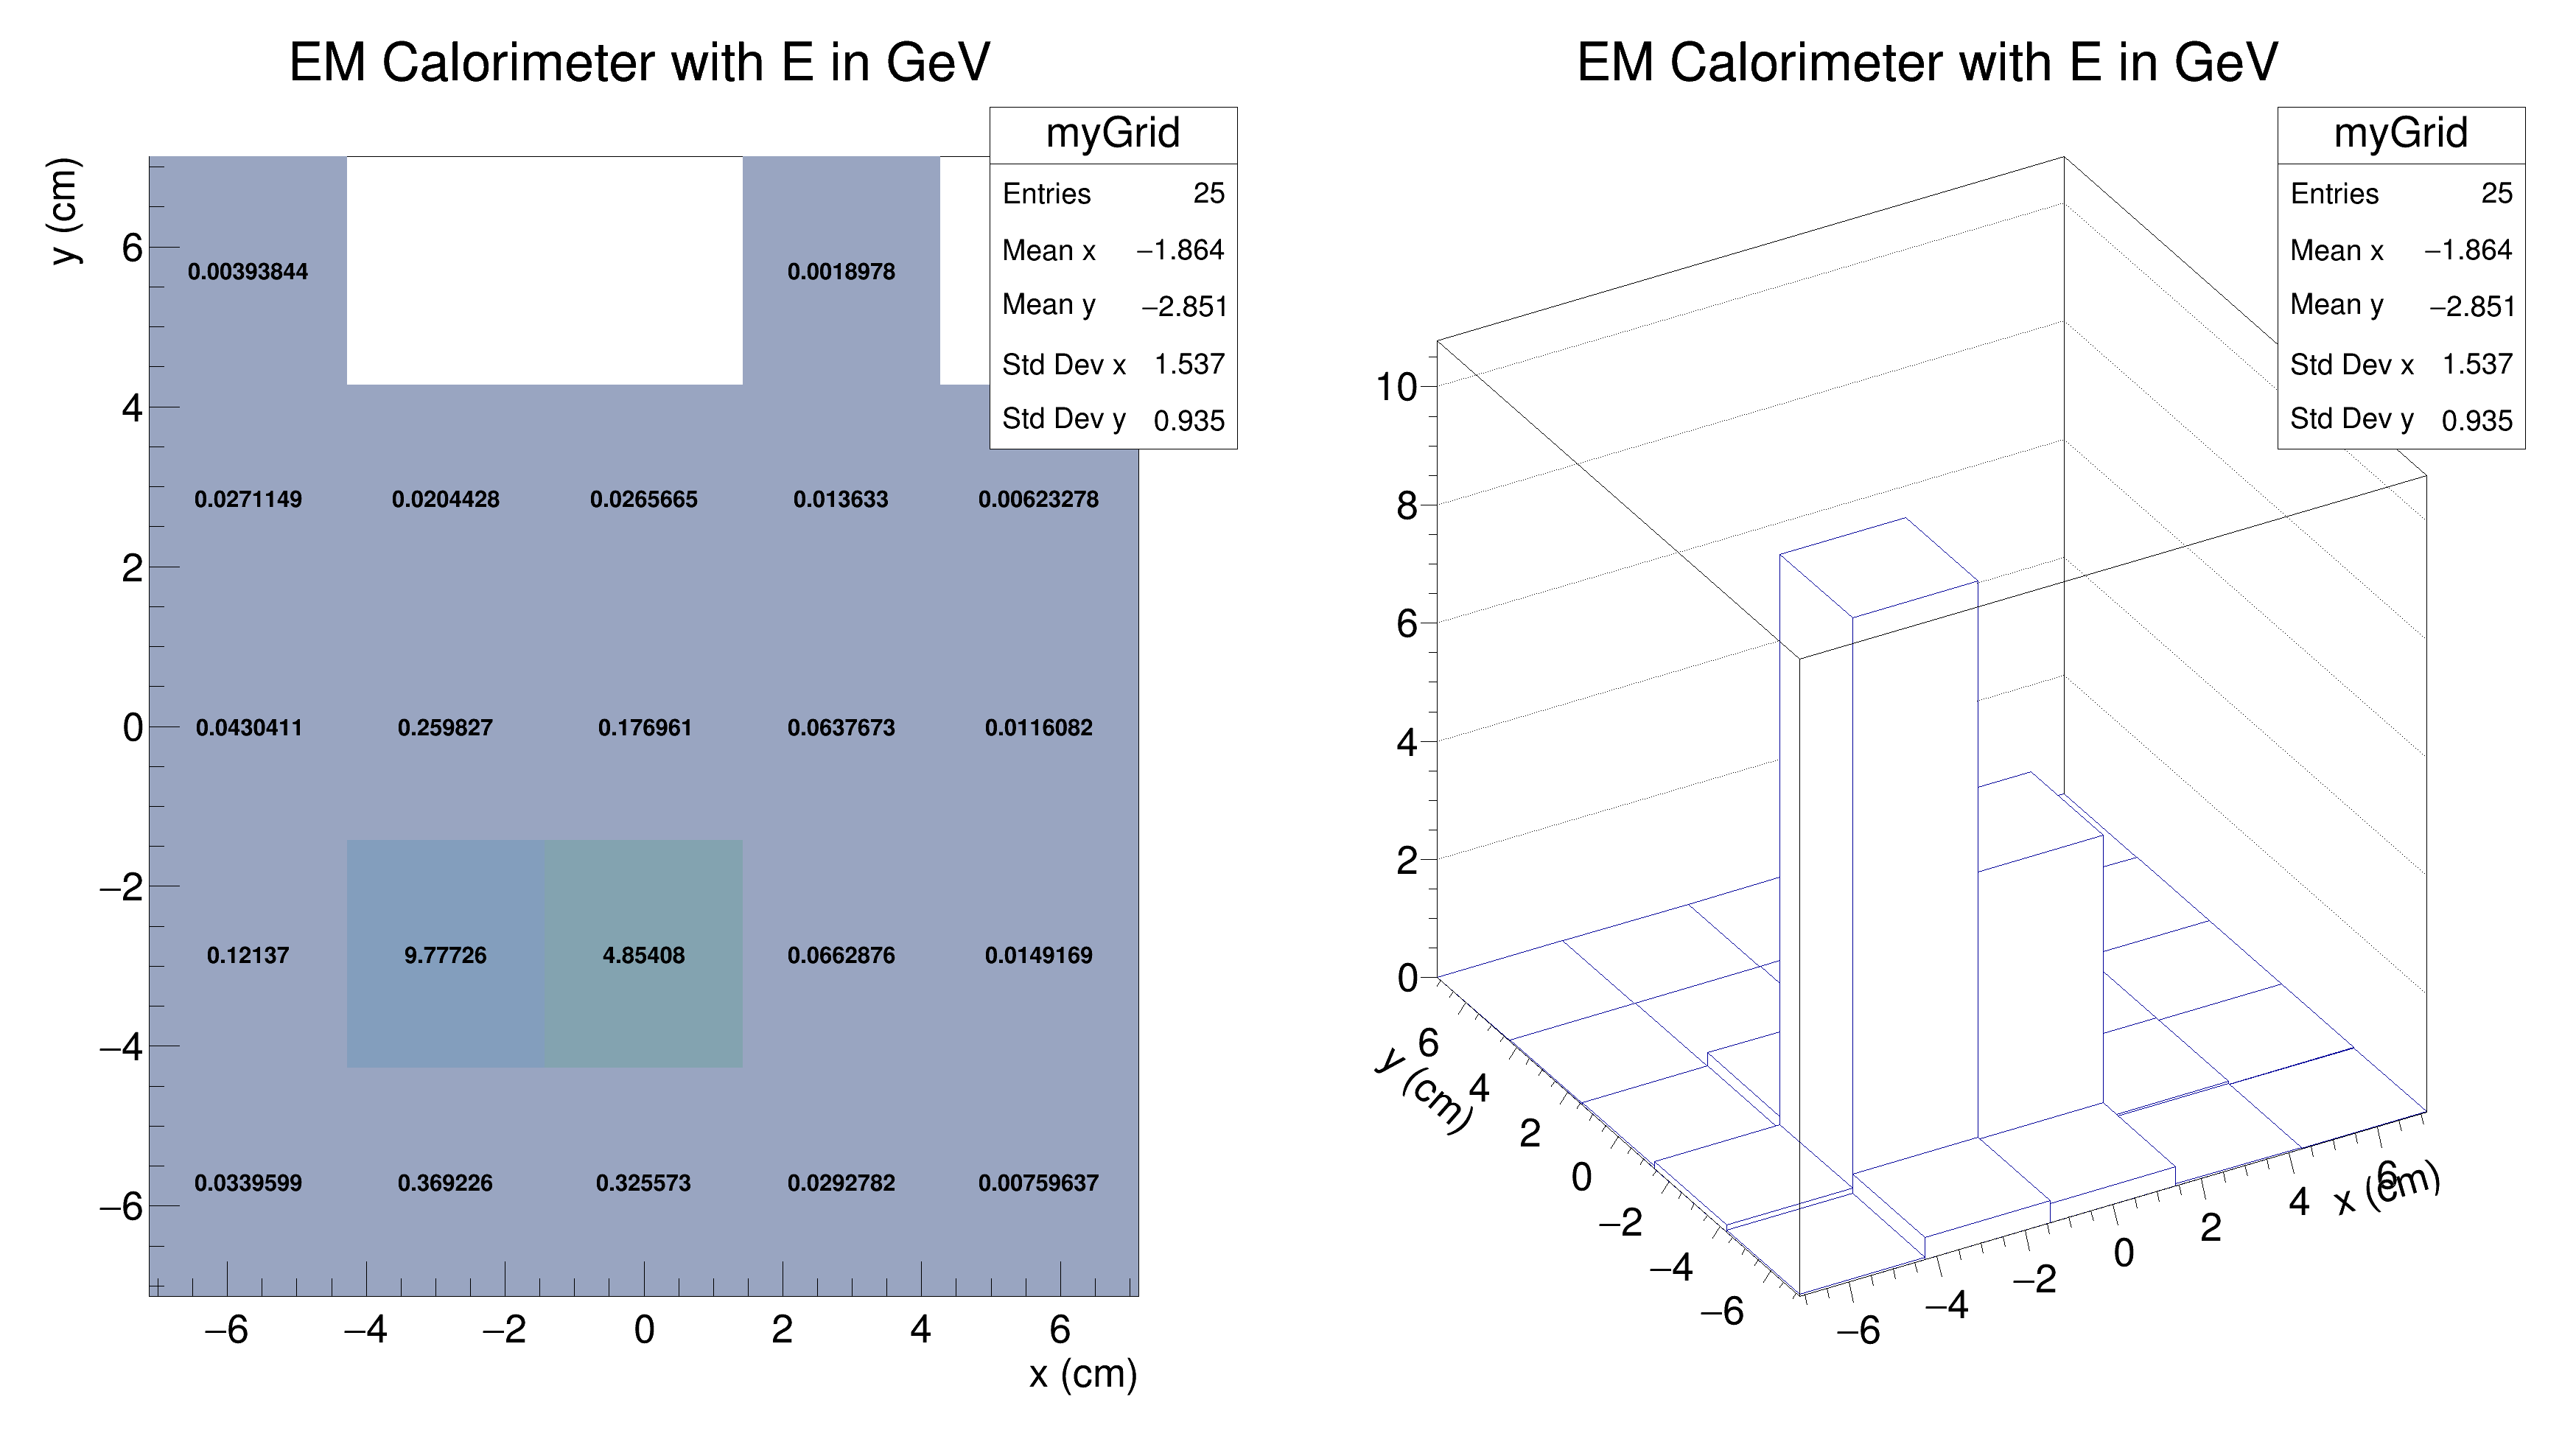 EM Calorimeter with E in GeV
myGrid
Entries 25
Mean x −1.864
Mean y −2.851
Std Dev x 1.537
Std Dev y 0.935
y (cm)
6
4
2
0
−2
−4
−6
0.00393844 0.0018978
0.0271149 0.0204428 0.0265665 0.013633 0.00623278
0.0430411 0.259827 0.176961 0.0637673 0.0116082
0.12137 9.77726 4.85408 0.0662876 0.0149169
0.0339599 0.369226 0.325573 0.0292782 0.00759637
−6 −4 −2 0 2 4 6
x (cm)
EM Calorimeter with E in GeV
myGrid
Entries 25
Mean x −1.864
Mean y −2.851
Std Dev x 1.537
Std Dev y 0.935
10
8
6
4
2
0
y (cm)
6
4
2
0
−2
−4
−6
−6
−4
−2
0
2
4
6
x (cm)